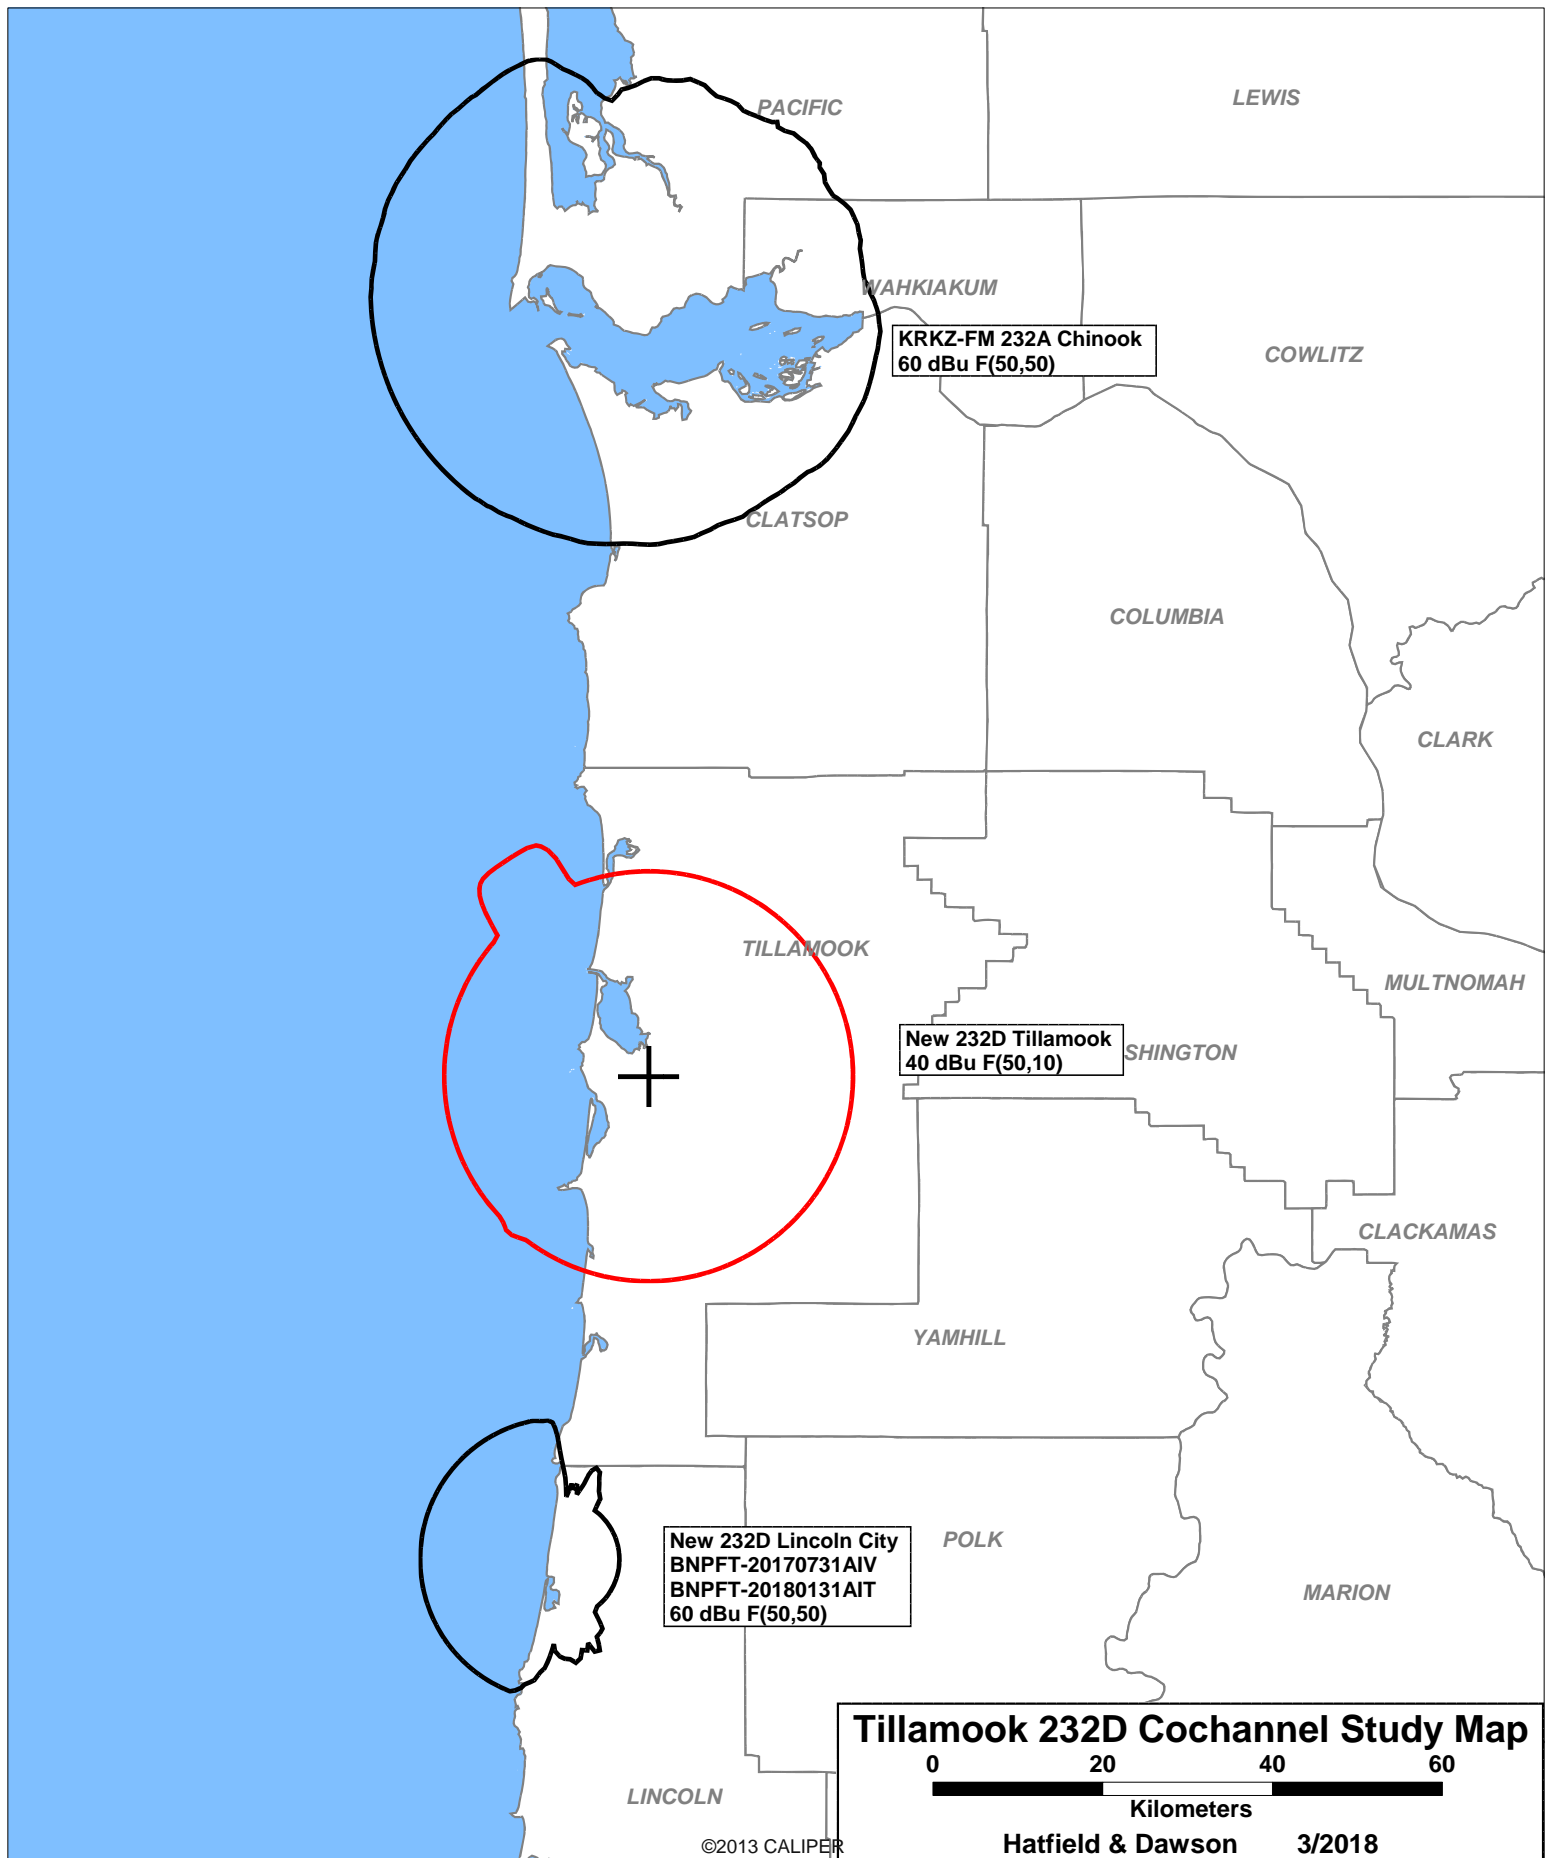 PACIFIC
LEWIS
WAHKIAKUM
KRKZ-FM 232A Chinook
60 dBu F(50,50)
COWLITZ
CLATSOP
COLUMBIA
CLARK
TILLAMOOK
MULTNOMAH
New 232D Tillamook
40 dBu F(50,10)
SHINGTON
CLACKAMAS
YAMHILL
New 232D Lincoln City
BNPFT-20170731AIV
BNPFT-20180131AIT
60 dBu F(50,50)
POLK
MARION
LINCOLN
Tillamook 232D Cochannel Study Map
0 20 40 60
Kilometers
Hatfield & Dawson 3/2018
©2013 CALIPER